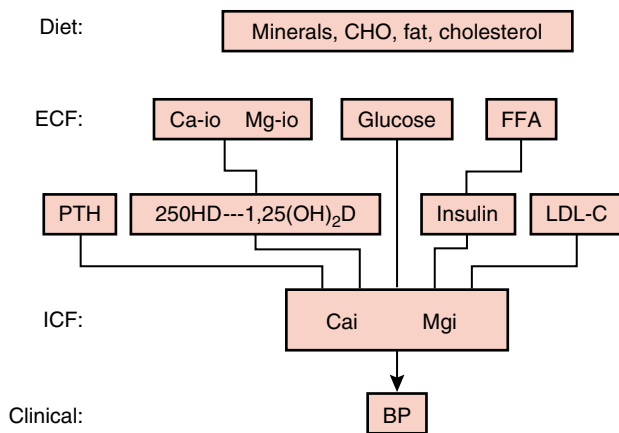 Diet: Minerals, CHO, fat, cholesterol
ECF: Ca-io Mg-io Glucose FFA
PTH 250HD---1,25(OH)₂D Insulin LDL-C
ICF: Cai Mgi
Clinical: BP